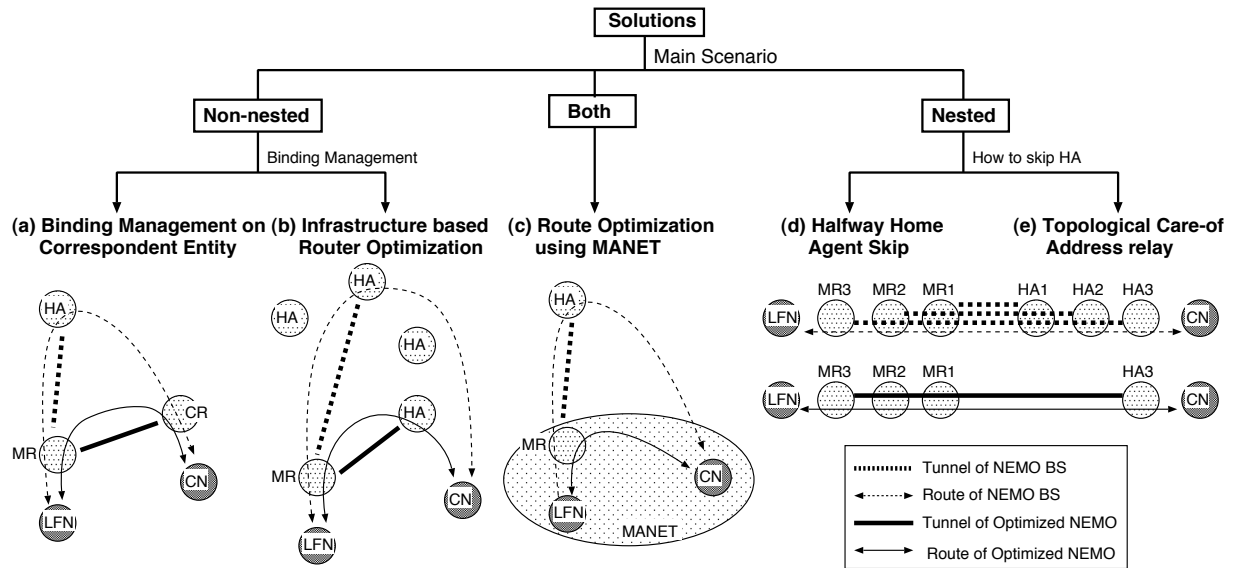 Solutions
Main Scenario
Non-nested
Both
Nested
Binding Management
How to skip HA
(a) Binding Management on
Correspondent Entity
(b) Infrastructure based
Router Optimization
(c) Route Optimization
using MANET
(d) Halfway Home
Agent Skip
(e) Topological Care-of
Address relay
HA
CR
MR
CN
LFN
HA
HA
HA
HA
MR
CN
LFN
HA
MR
CN
LFN
MANET
MR3 MR2 MR1 HA1 HA2 HA3
LFN CN
MR3 MR2 MR1 HA3
LFN CN
Tunnel of NEMO BS
Route of NEMO BS
Tunnel of Optimized NEMO
Route of Optimized NEMO